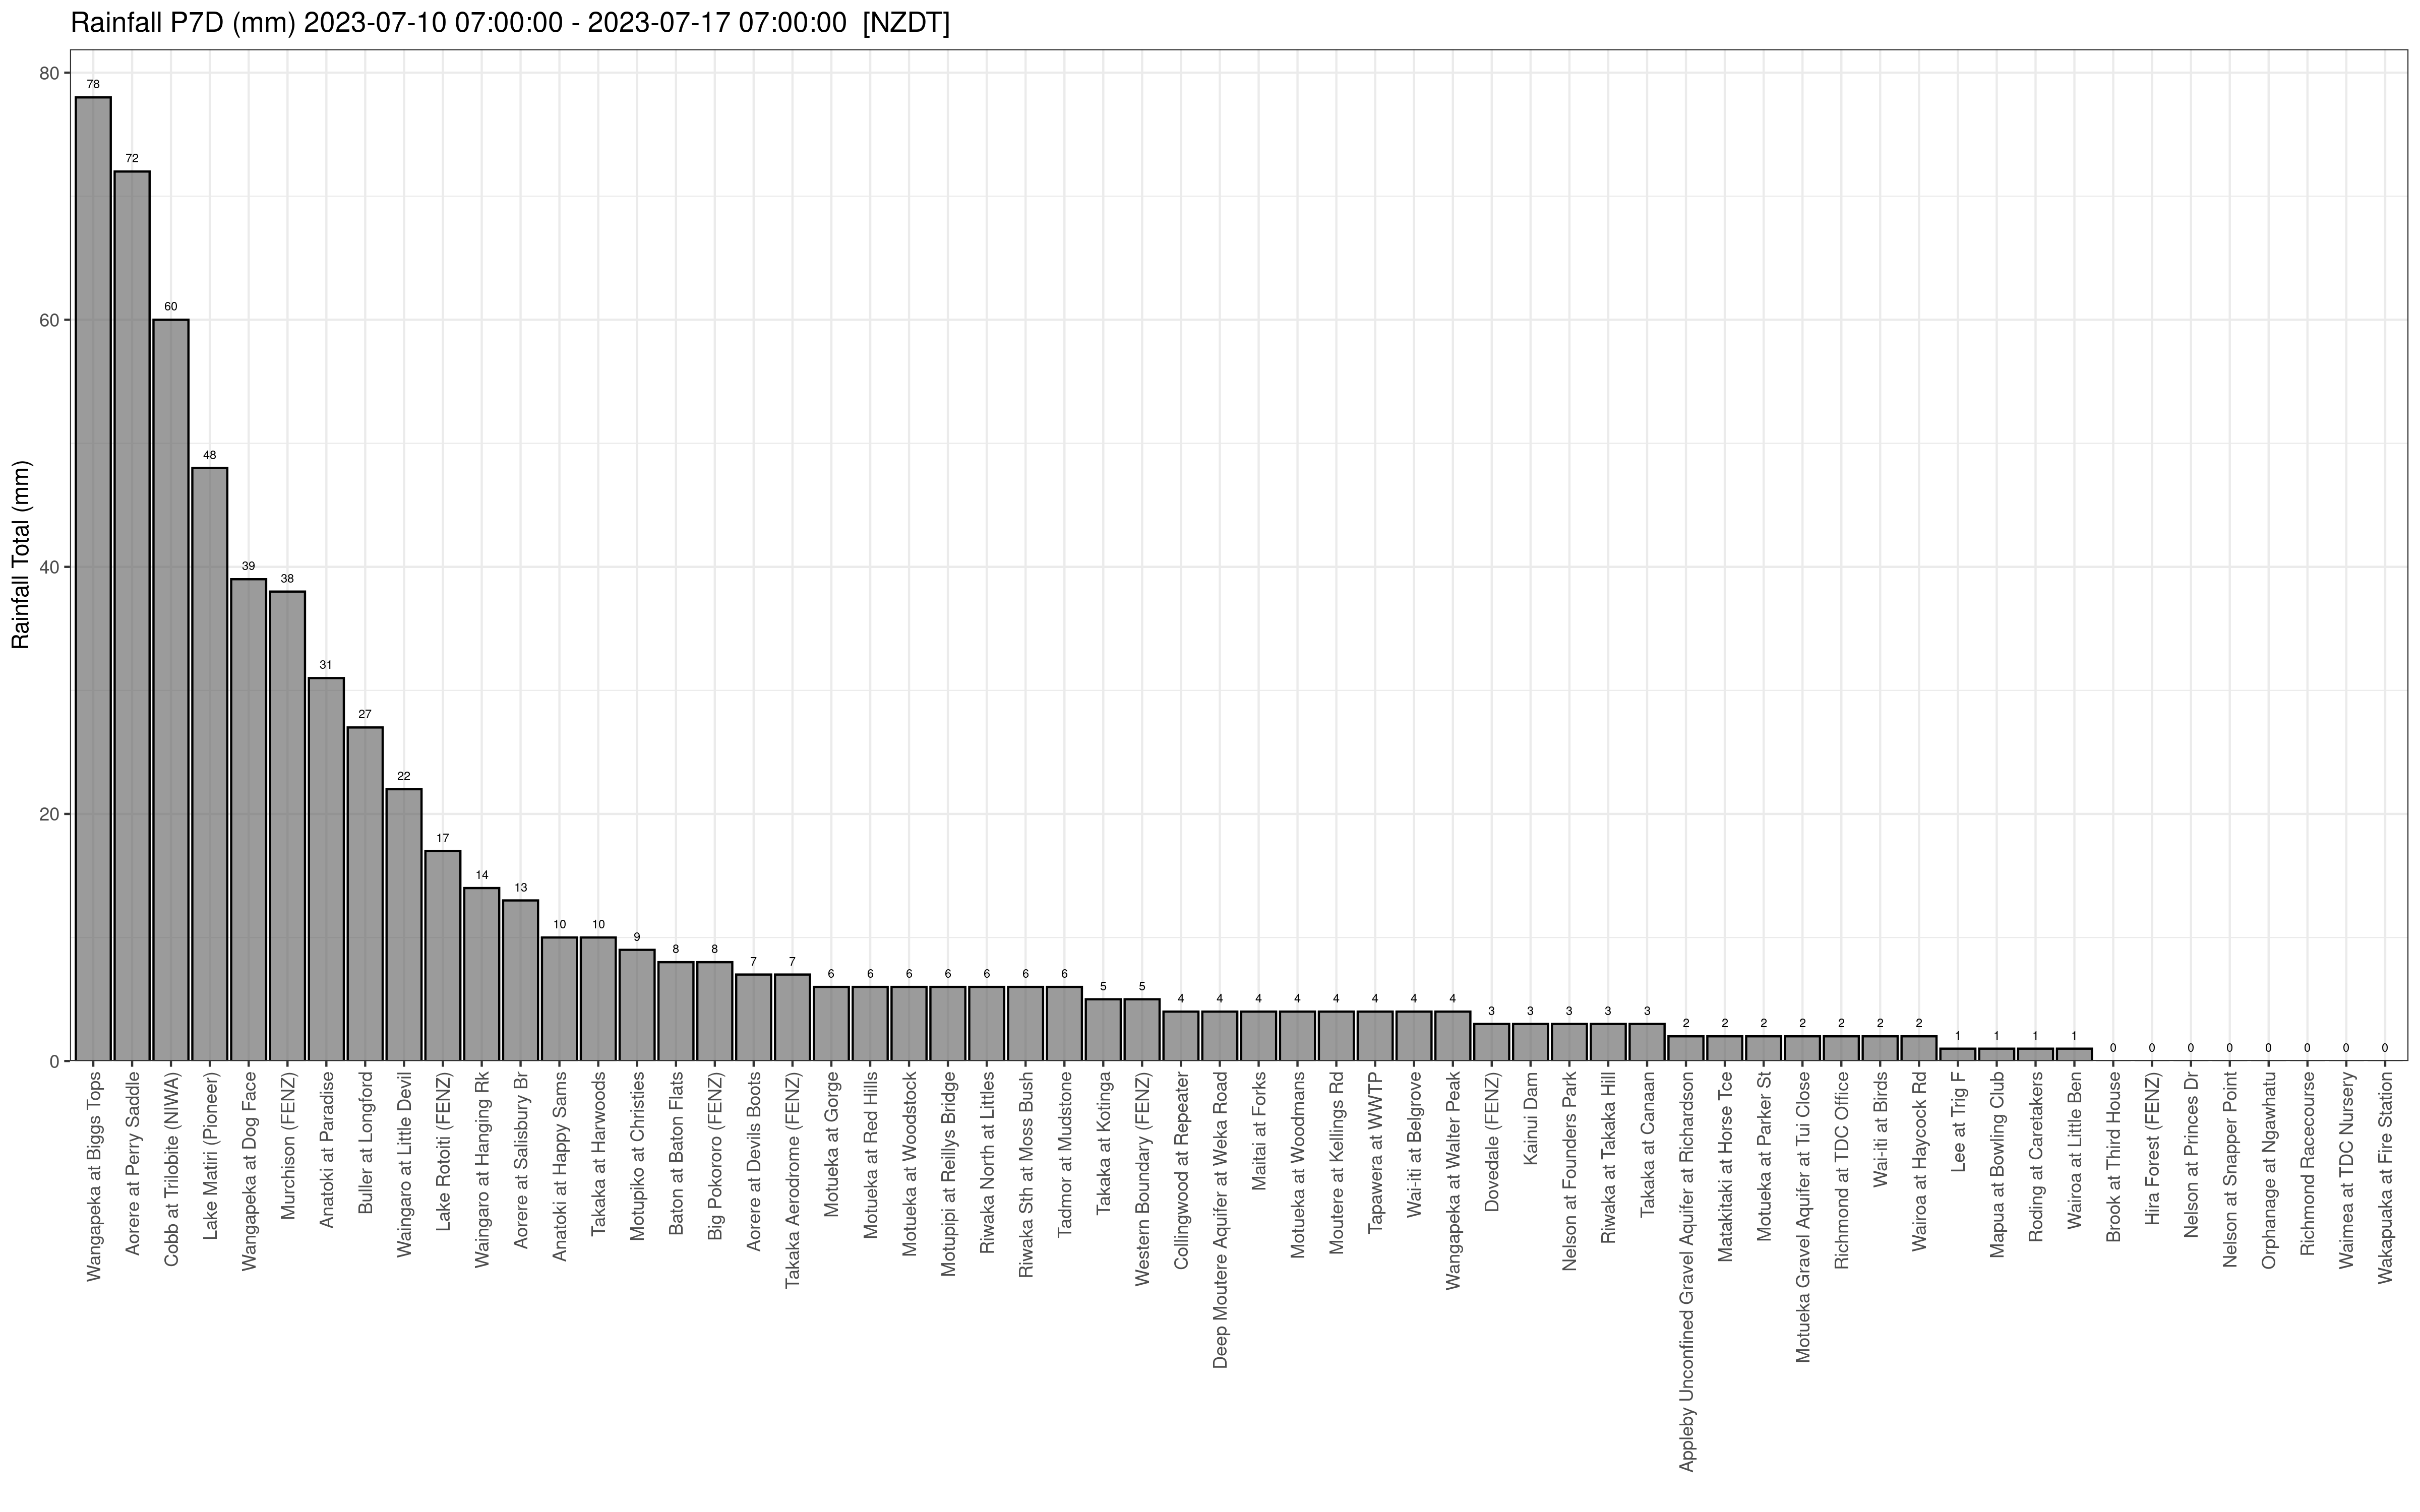 Rainfall P7D (mm) 2023-07-10 07:00:00 - 2023-07-17 07:00:00 [NZDT]
Rainfall Total (mm)
80
60
40
20
0
78
72
60
48
39
38
31
27
22
17
14
13
10
10
9
8
8
7
7
6
6
6
6
6
6
6
5
5
4
4
4
4
4
4
4
4
3
3
3
3
3
2
2
2
2
2
2
2
1
1
1
1
0
0
0
0
0
0
0
0
Wangapeka at Biggs Tops
Aorere at Perry Saddle
Cobb at Trilobite (NIWA)
Lake Matiri (Pioneer)
Wangapeka at Dog Face
Murchison (FENZ)
Anatoki at Paradise
Buller at Longford
Waingaro at Little Devil
Lake Rotoiti (FENZ)
Waingaro at Hanging Rk
Aorere at Salisbury Br
Anatoki at Happy Sams
Takaka at Harwoods
Motupiko at Christies
Baton at Baton Flats
Big Pokororo (FENZ)
Aorere at Devils Boots
Takaka Aerodrome (FENZ)
Motueka at Gorge
Motueka at Red Hills
Motueka at Woodstock
Motupipi at Reillys Bridge
Riwaka North at Littles
Riwaka Sth at Moss Bush
Tadmor at Mudstone
Takaka at Kotinga
Western Boundary (FENZ)
Collingwood at Repeater
Deep Moutere Aquifer at Weka Road
Maitai at Forks
Motueka at Woodmans
Moutere at Kellings Rd
Tapawera at WWTP
Wai-iti at Belgrove
Wangapeka at Walter Peak
Dovedale (FENZ)
Kainui Dam
Nelson at Founders Park
Riwaka at Takaka Hill
Takaka at Canaan
Appleby Unconfined Gravel Aquifer at Richardson
Matakitaki at Horse Tce
Motueka at Parker St
Motueka Gravel Aquifer at Tui Close
Richmond at TDC Office
Wai-iti at Birds
Wairoa at Haycock Rd
Lee at Trig F
Mapua at Bowling Club
Roding at Caretakers
Wairoa at Little Ben
Brook at Third House
Hira Forest (FENZ)
Nelson at Princes Dr
Nelson at Snapper Point
Orphanage at Ngawhatu
Richmond Racecourse
Waimea at TDC Nursery
Wakapuaka at Fire Station